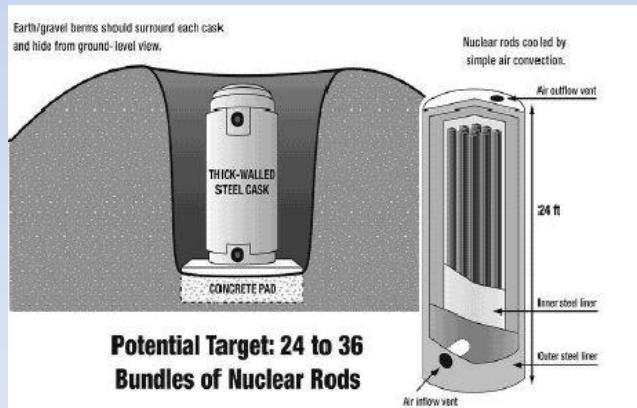 Earth/gravel berms should surround each cask
and hide from ground- level view.
Nuclear rods cooled by
simple air convection.
Air outflow vent
THICK-WALLED
STEEL CASK
24 ft
CONCRETE PAD
Inner steel liner
Potential Target: 24 to 36
Bundles of Nuclear Rods
Outer steel liner
Air inflow vent